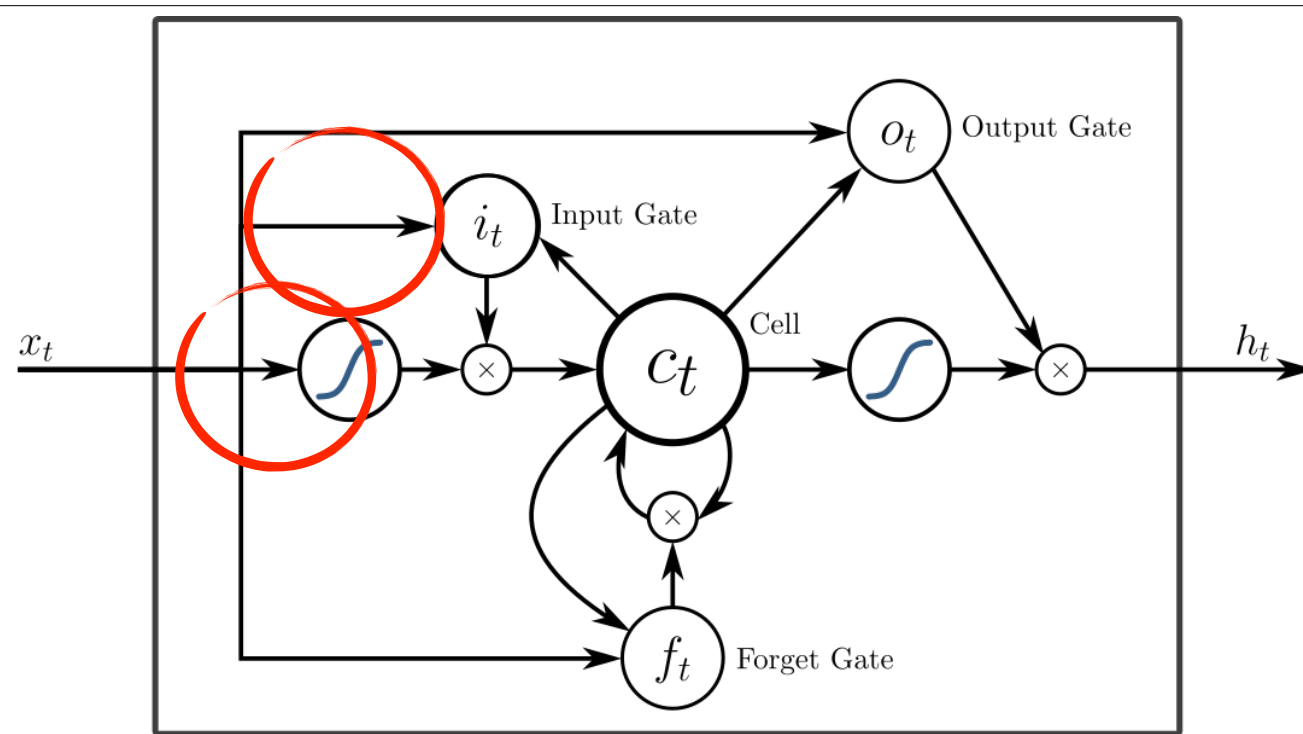 o_t Output Gate
i_t Input Gate
x_t
×
c_t
Cell
×
h_t
×
f_t Forget Gate